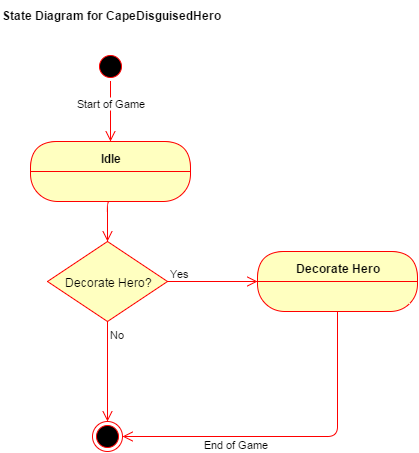 State Diagram for CapeDisguisedHero
Start of Game
Idle
Decorate Hero?
Yes
Decorate Hero
No
End of Game